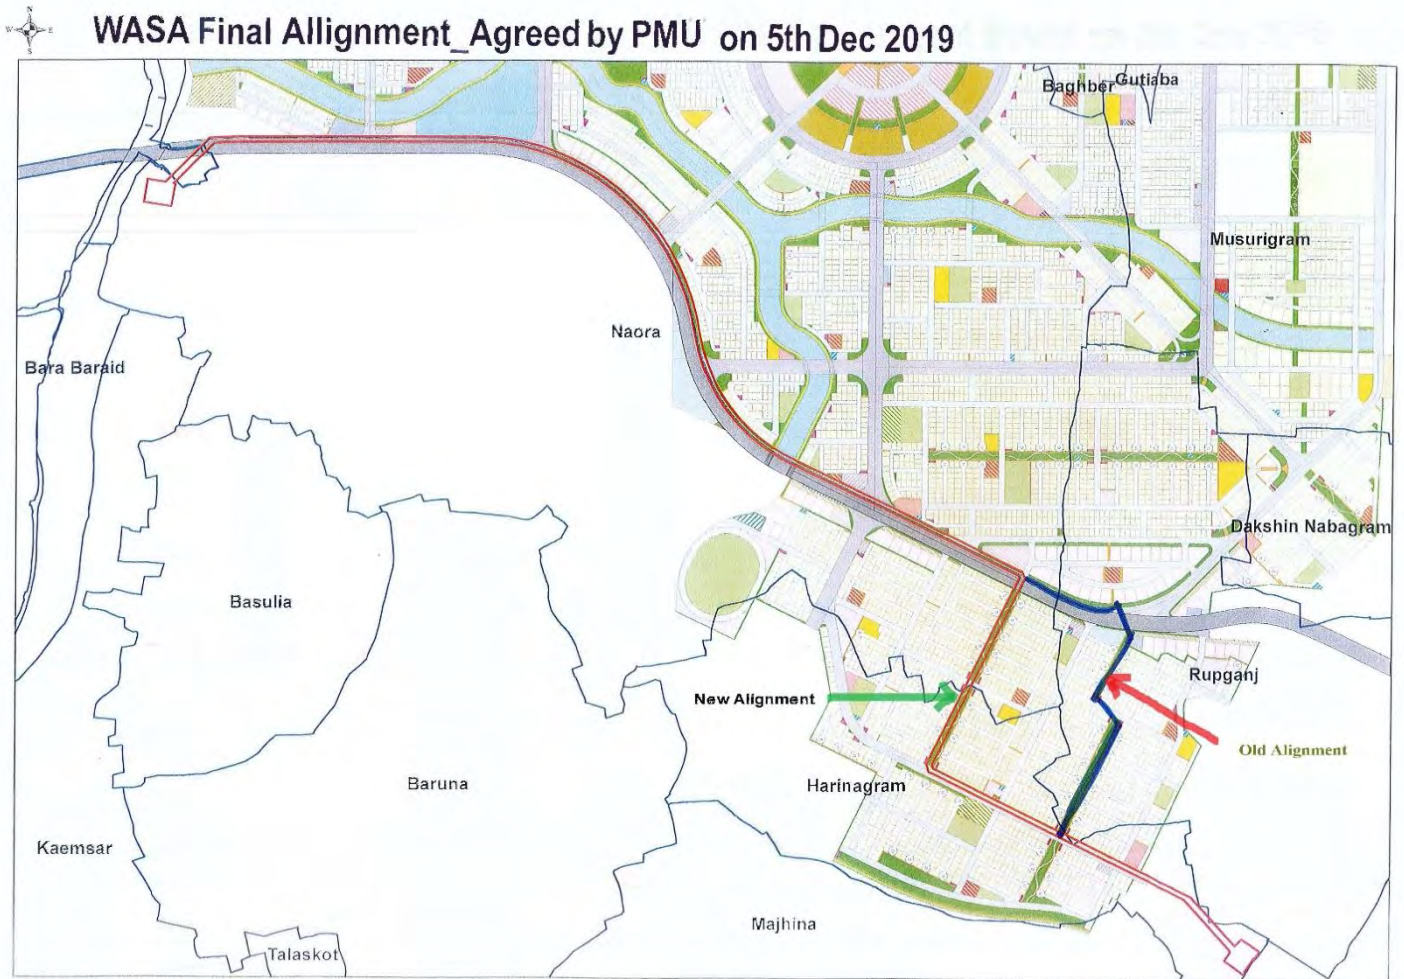 N
W E
S
WASA Final Allignment_Agreed by PMU on 5th Dec 2019
Baghber Gutiaba
Musurigram
Naora
Bara Baraid
Dakshin Nabagram
Basulia
Rupganj
New Alignment
Old Alignment
Baruna
Harinagram
Kaemsar
Majhina
Talaskot